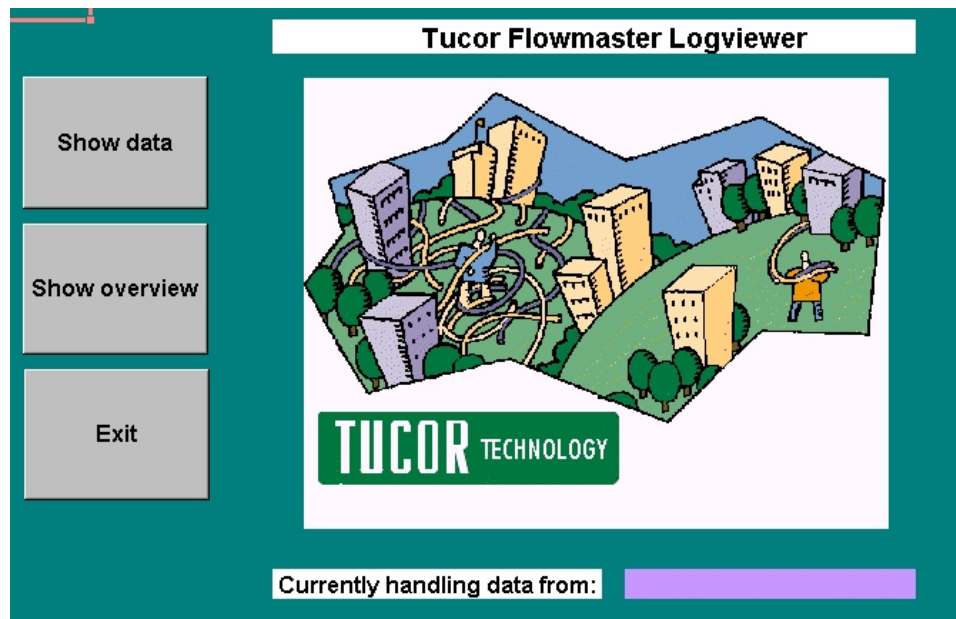 Tucor Flowmaster Logviewer
Show data
Show overview
Exit
TUCOR TECHNOLOGY
Currently handling data from: